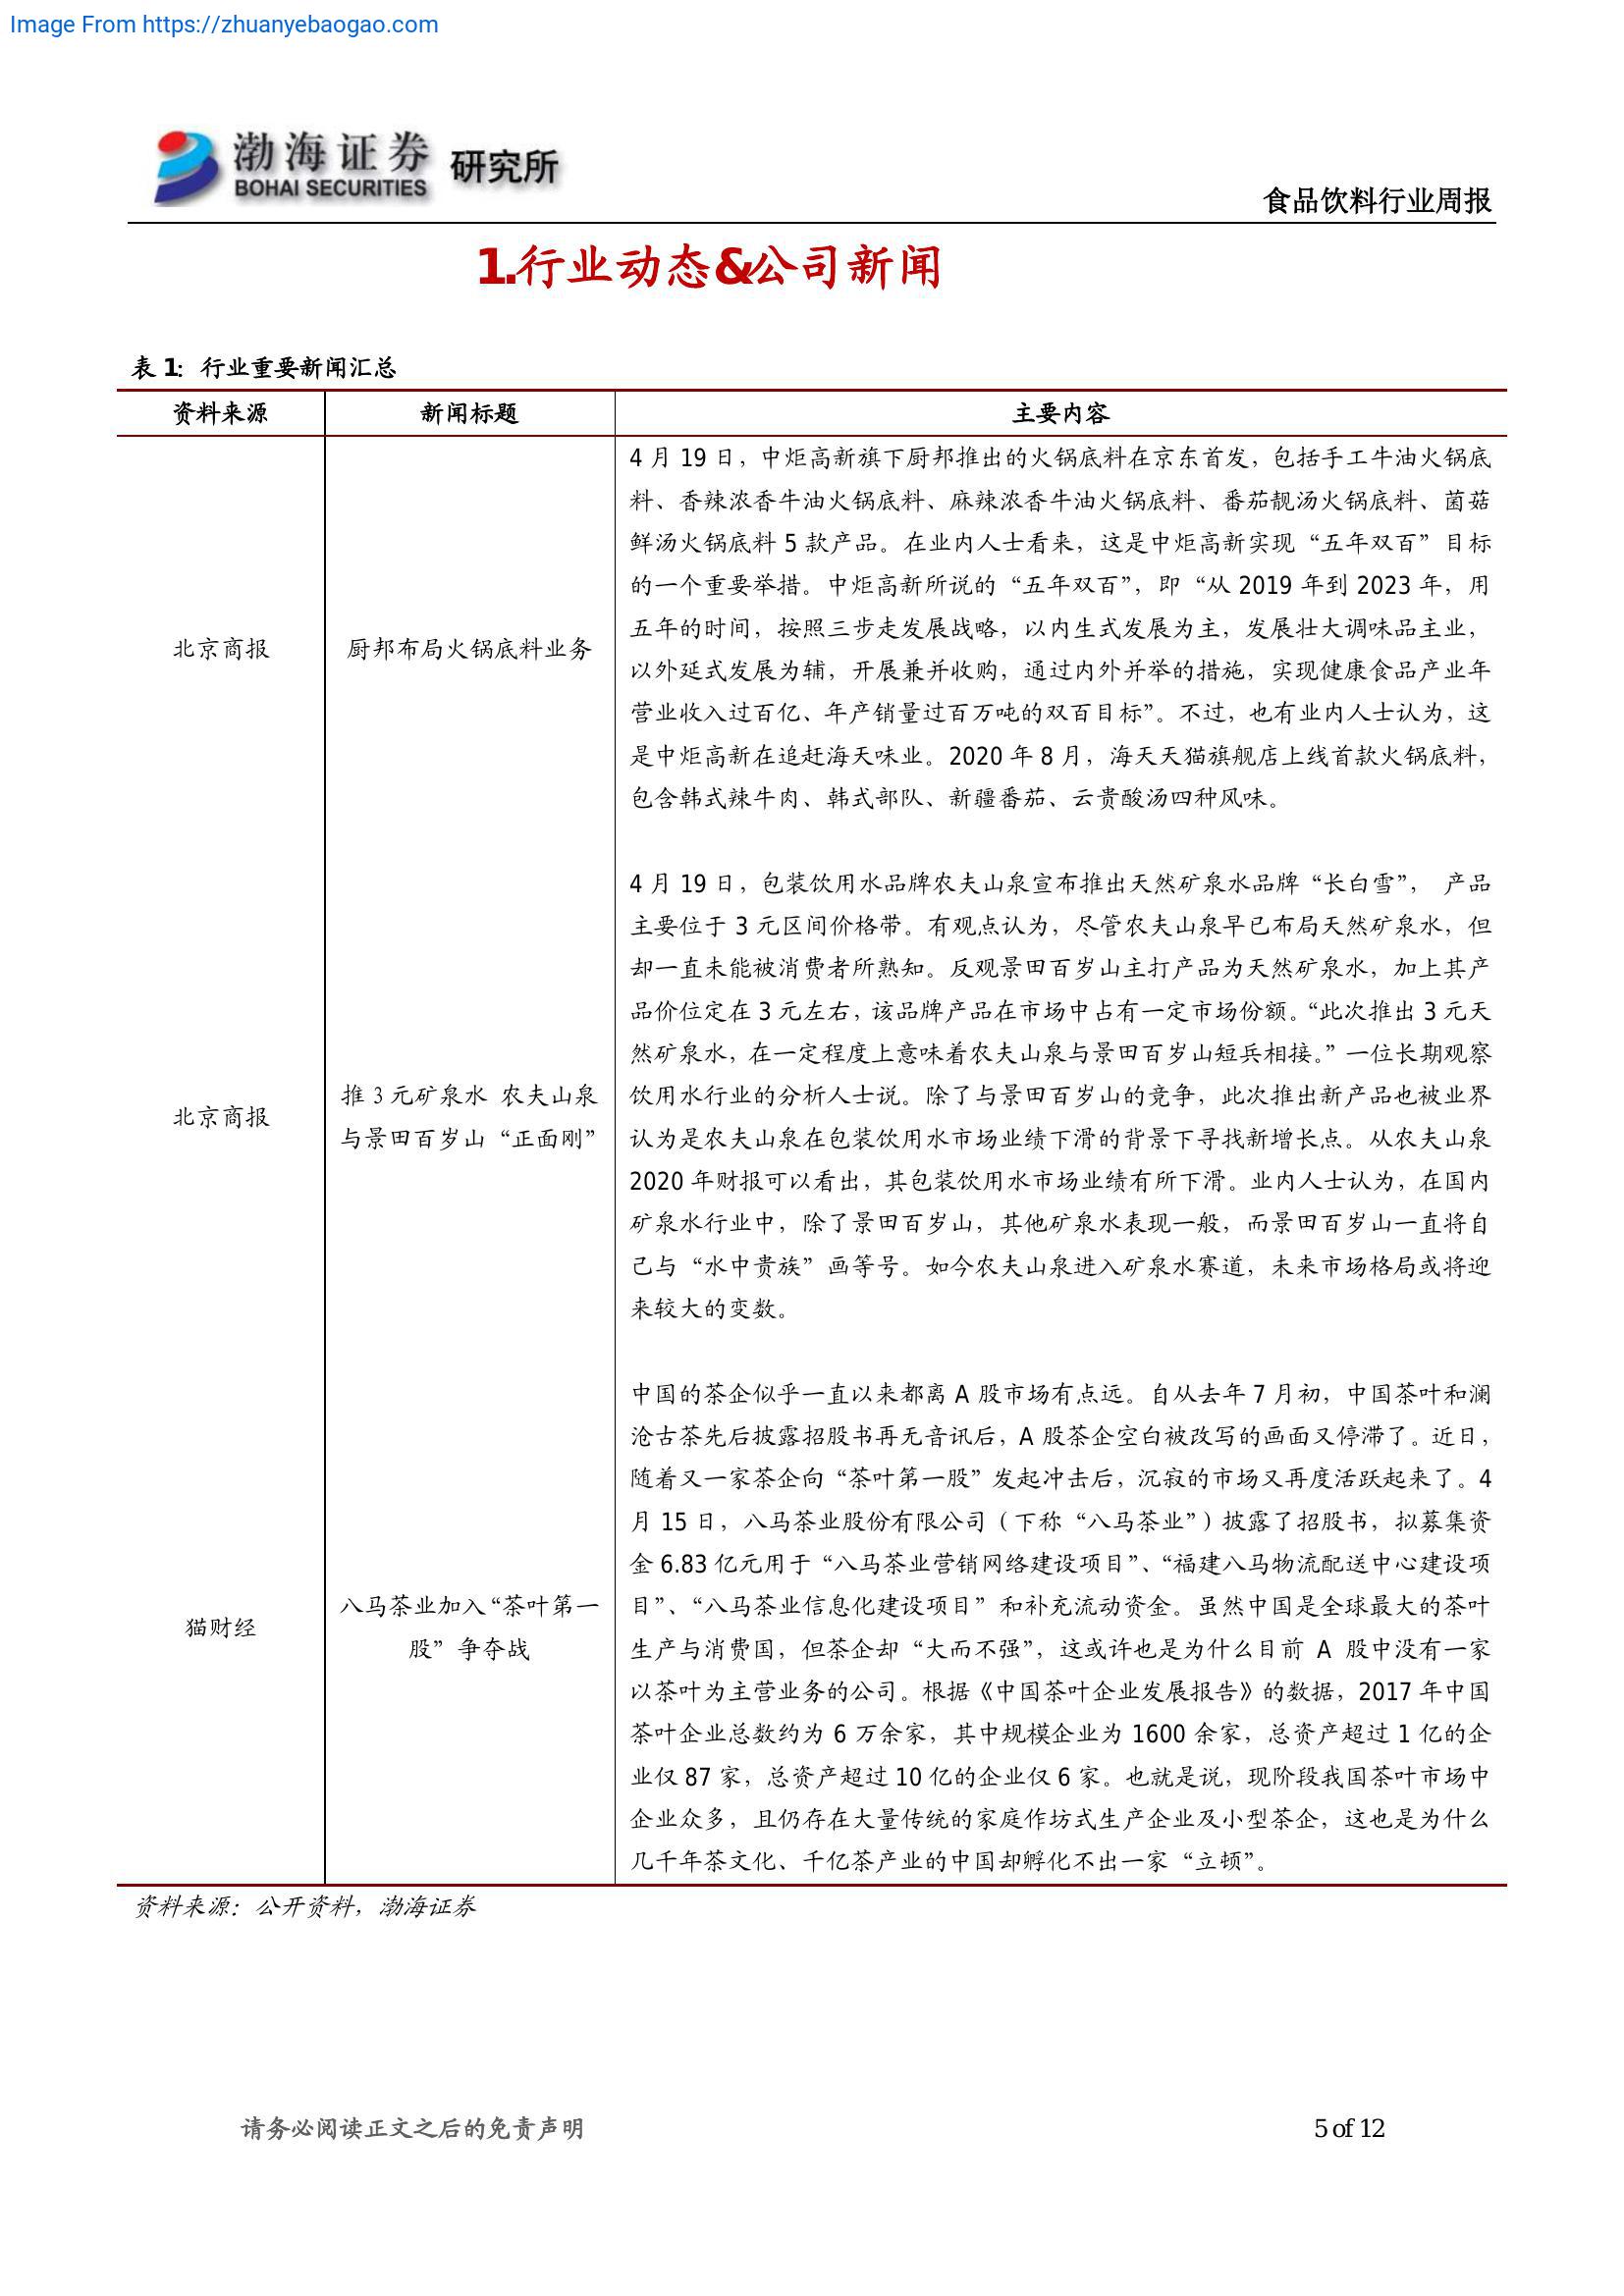 Image From https://zhuanyebaogao.com
渤海证券 研究所
BOHAI SECURITIES
食品饮料行业周报
1.行业动态&公司新闻
表 1：行业重要新闻汇总
资料来源 新闻标题 主要内容
北京商报
厨邦布局火锅底料业务
4 月 19 日，中炬高新旗下厨邦推出的火锅底料在京东首发，包括手工牛油火锅底
料、香辣浓香牛油火锅底料、麻辣浓香牛油火锅底料、番茄靓汤火锅底料、菌菇
鲜汤火锅底料 5 款产品。在业内人士看来，这是中炬高新实现“五年双百”目标
的一个重要举措。中炬高新所说的“五年双百”，即“从 2019 年到 2023 年，用
五年的时间，按照三步走发展战略，以内生式发展为主，发展壮大调味品主业，
以外延式发展为辅，开展兼并收购，通过内外并举的措施，实现健康食品产业年
营业收入过百亿、年产销量过百万吨的双百目标”。不过，也有业内人士认为，这
是中炬高新在追赶海天味业。2020 年 8 月，海天天猫旗舰店上线首款火锅底料，
包含韩式辣牛肉、韩式部队、新疆番茄、云贵酸汤四种风味。
北京商报
推 3 元矿泉水 农夫山泉
与景田百岁山“正面刚”
4 月 19 日，包装饮用水品牌农夫山泉宣布推出天然矿泉水品牌“长白雪”， 产品
主要位于 3 元区间价格带。有观点认为，尽管农夫山泉早已布局天然矿泉水，但
却一直未能被消费者所熟知。反观景田百岁山主打产品为天然矿泉水，加上其产
品价位定在 3 元左右，该品牌产品在市场中占有一定市场份额。“此次推出 3 元天
然矿泉水，在一定程度上意味着农夫山泉与景田百岁山短兵相接。”一位长期观察
饮用水行业的分析人士说。除了与景田百岁山的竞争，此次推出新产品也被业界
认为是农夫山泉在包装饮用水市场业绩下滑的背景下寻找新增长点。从农夫山泉
2020 年财报可以看出，其包装饮用水市场业绩有所下滑。业内人士认为，在国内
矿泉水行业中，除了景田百岁山，其他矿泉水表现一般，而景田百岁山一直将自
己与“水中贵族”画等号。如今农夫山泉进入矿泉水赛道，未来市场格局或将迎
来较大的变数。
猫财经
八马茶业加入“茶叶第一
股”争夺战
中国的茶企似乎一直以来都离 A 股市场有点远。自从去年 7 月初，中国茶叶和澜
沧古茶先后披露招股书再无音讯后，A 股茶企空白被改写的画面又停滞了。近日，
随着又一家茶企向“茶叶第一股”发起冲击后，沉寂的市场又再度活跃起来了。4
月 15 日，八马茶业股份有限公司（下称“八马茶业”）披露了招股书，拟募集资
金 6.83 亿元用于“八马茶业营销网络建设项目”、“福建八马物流配送中心建设项
目”、“八马茶业信息化建设项目”和补充流动资金。虽然中国是全球最大的茶叶
生产与消费国，但茶企却“大而不强”，这或许也是为什么目前 A 股中没有一家
以茶叶为主营业务的公司。根据《中国茶叶企业发展报告》的数据，2017 年中国
茶叶企业总数约为 6 万余家，其中规模企业为 1600 余家，总资产超过 1 亿的企
业仅 87 家，总资产超过 10 亿的企业仅 6 家。也就是说，现阶段我国茶叶市场中
企业众多，且仍存在大量传统的家庭作坊式生产企业及小型茶企，这也是为什么
几千年茶文化、千亿茶产业的中国却孵化不出一家“立顿”。
资料来源：公开资料，渤海证券
请务必阅读正文之后的免责声明
5 of 12